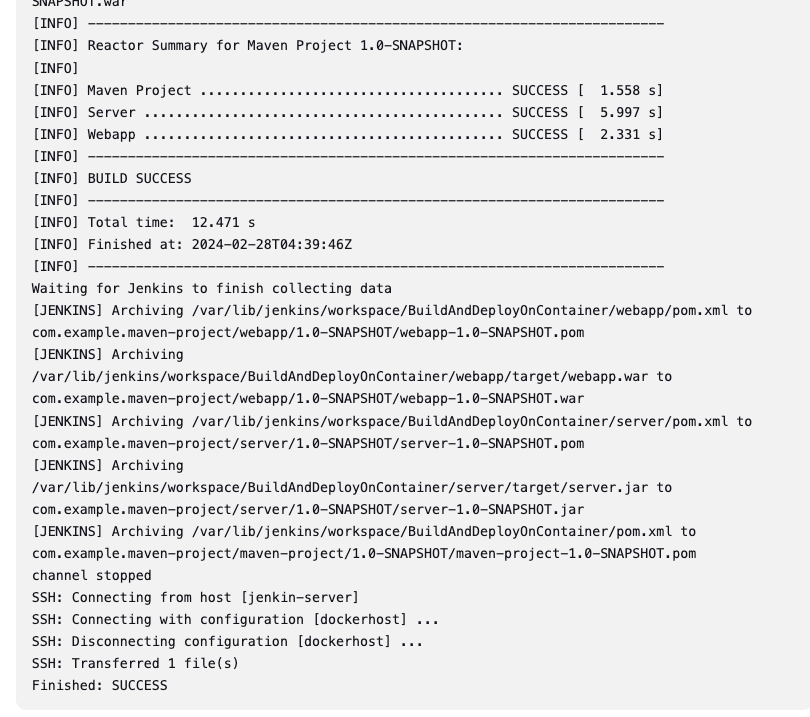 SNAPSHOT.war
[INFO] ------------------------------------------------------------------------
[INFO] Reactor Summary for Maven Project 1.0-SNAPSHOT:
[INFO]
[INFO] Maven Project ...................................... SUCCESS [  1.558 s]
[INFO] Server ............................................. SUCCESS [  5.997 s]
[INFO] Webapp ............................................. SUCCESS [  2.331 s]
[INFO] ------------------------------------------------------------------------
[INFO] BUILD SUCCESS
[INFO] ------------------------------------------------------------------------
[INFO] Total time:  12.471 s
[INFO] Finished at: 2024-02-28T04:39:46Z
[INFO] ------------------------------------------------------------------------
Waiting for Jenkins to finish collecting data
[JENKINS] Archiving /var/lib/jenkins/workspace/BuildAndDeployOnContainer/webapp/pom.xml to
com.example.maven-project/webapp/1.0-SNAPSHOT/webapp-1.0-SNAPSHOT.pom
[JENKINS] Archiving
/var/lib/jenkins/workspace/BuildAndDeployOnContainer/webapp/target/webapp.war to
com.example.maven-project/webapp/1.0-SNAPSHOT/webapp-1.0-SNAPSHOT.war
[JENKINS] Archiving /var/lib/jenkins/workspace/BuildAndDeployOnContainer/server/pom.xml to
com.example.maven-project/server/1.0-SNAPSHOT/server-1.0-SNAPSHOT.pom
[JENKINS] Archiving
/var/lib/jenkins/workspace/BuildAndDeployOnContainer/server/target/server.jar to
com.example.maven-project/server/1.0-SNAPSHOT/server-1.0-SNAPSHOT.jar
[JENKINS] Archiving /var/lib/jenkins/workspace/BuildAndDeployOnContainer/pom.xml to
com.example.maven-project/maven-project/1.0-SNAPSHOT/maven-project-1.0-SNAPSHOT.pom
channel stopped
SSH: Connecting from host [jenkin-server]
SSH: Connecting with configuration [dockerhost] ...
SSH: Disconnecting configuration [dockerhost] ...
SSH: Transferred 1 file(s)
Finished: SUCCESS